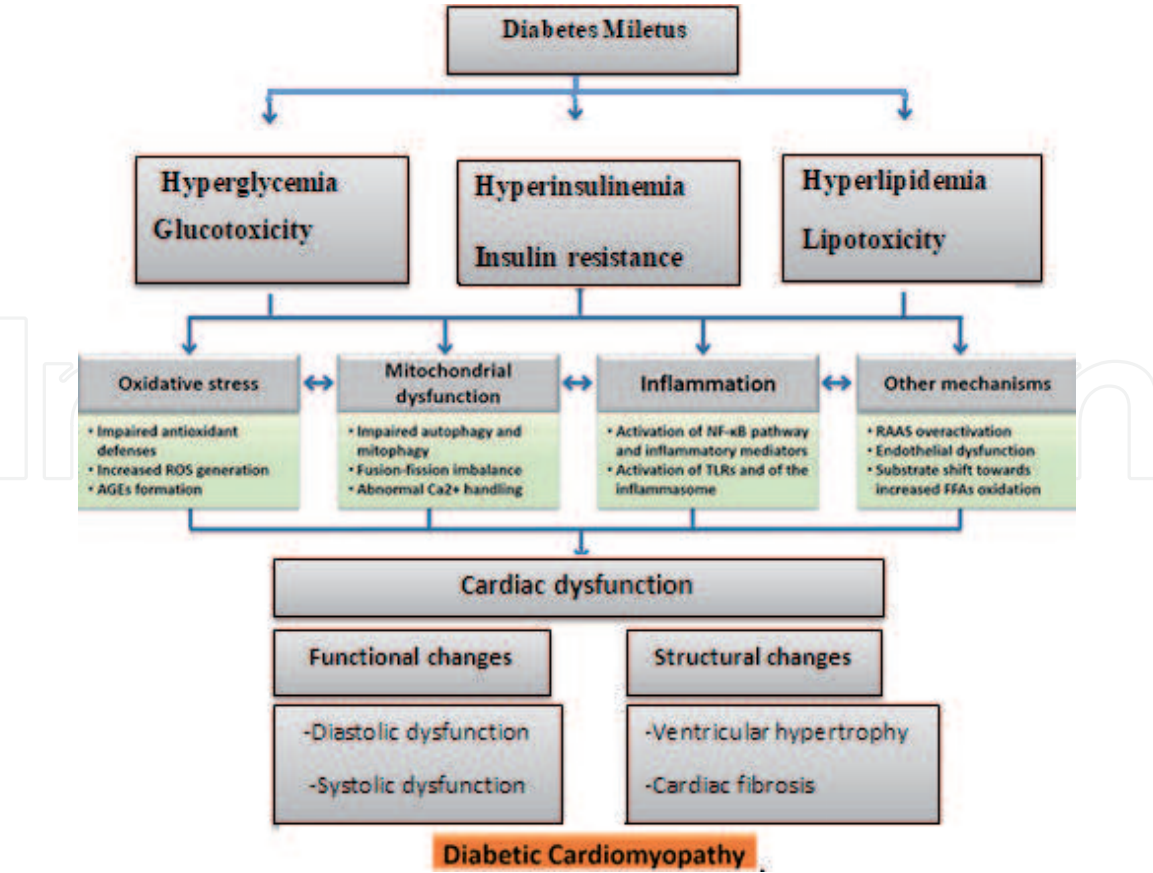 Diabetes Miletus
Hyperglycemia
Glucotoxicity
Hyperinsulinemia
Insulin resistance
Hyperlipidemia
Lipotoxicity
Oxidative stress
• Impaired antioxidant
defenses
• Increased ROS generation
• AGEs formation
Mitochondrial
dysfunction
• Impaired autophagy and
mitophagy
• Fusion-fission imbalance
• Abnormal Ca2+ handling
Inflammation
• Activation of NF-κB pathway
and inflammatory mediators
• Activation of TLRs and of the
inflammasome
Other mechanisms
• RAAS overactivation
• Endothelial dysfunction
• Substrate shift towards
increased FFAs oxidation
Cardiac dysfunction
Functional changes
-Diastolic dysfunction
-Systolic dysfunction
Structural changes
-Ventricular hypertrophy
-Cardiac fibrosis
Diabetic Cardiomyopathy .